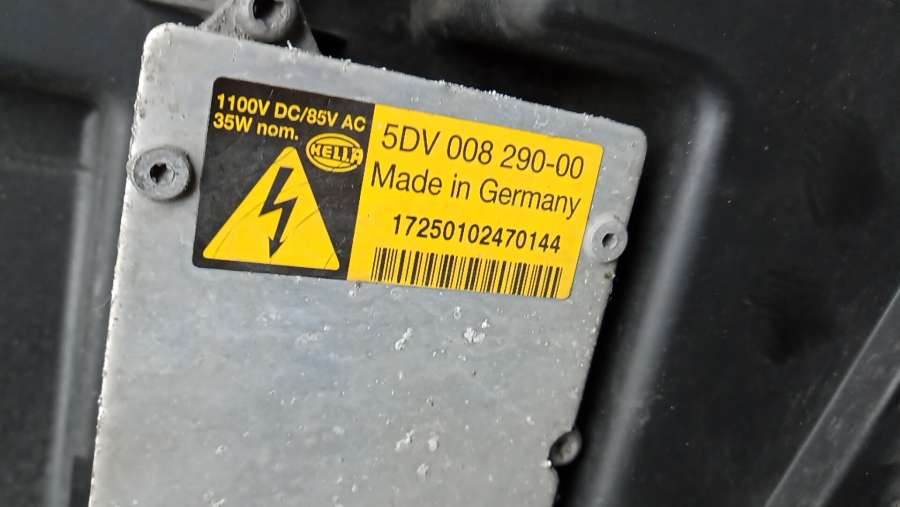 1100V DC/85V AC
35W nom.
HELLA
5DV 008 290-00
Made in Germany
17250102470144